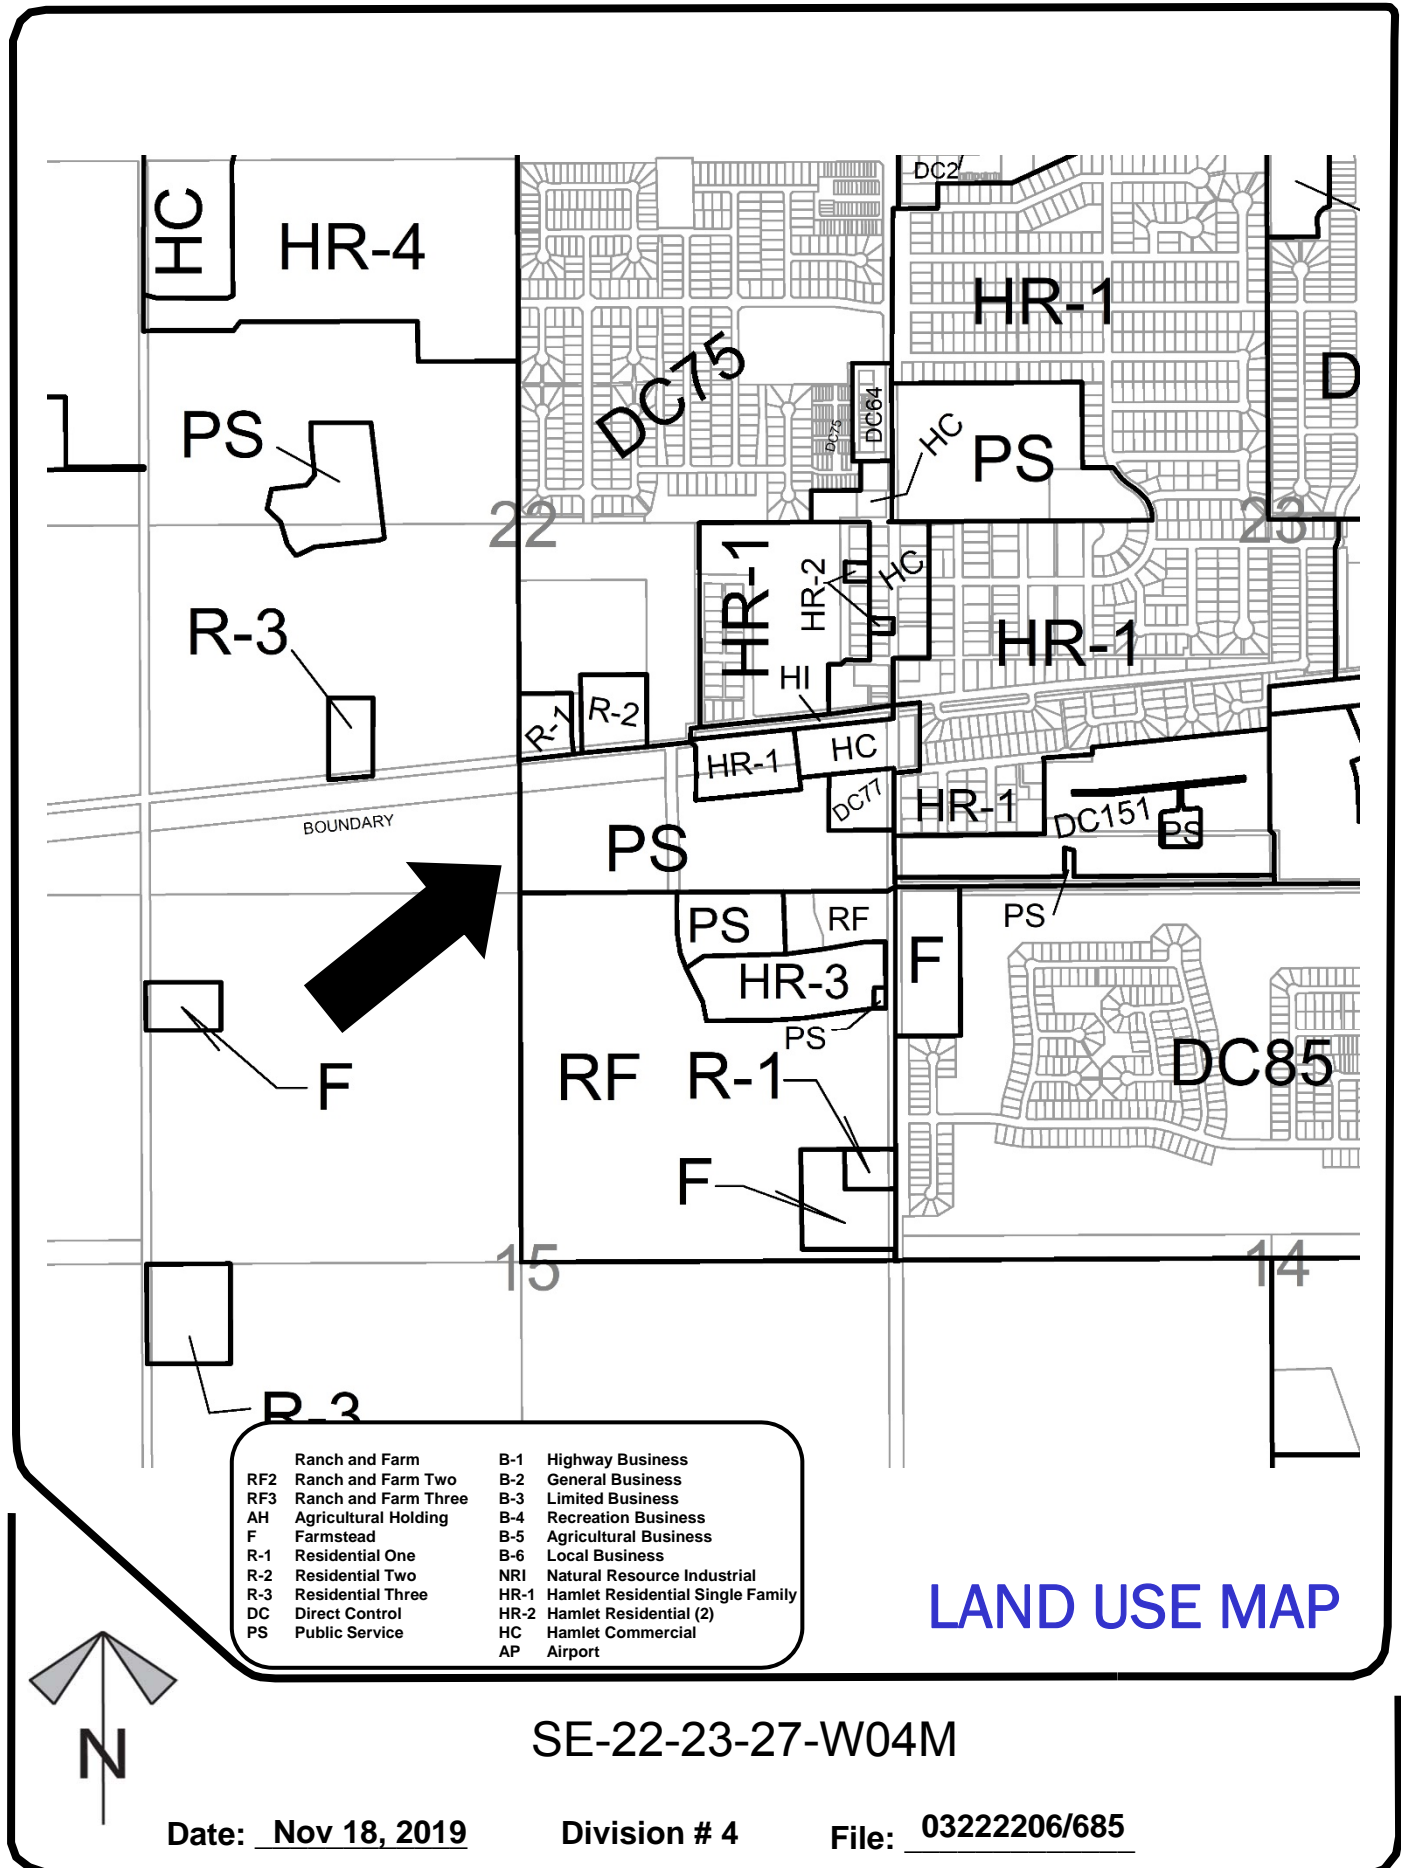 DC2
HC
HR-4
HR-1
DC75
D
DC64
HC
DC75
PS
PS
22
23
HR-1
HR-2
HC
R-3
HR-1
HI
R-1
R-2
HR-1
HC
DC77
HR-1
DC151
PS
BOUNDARY
PS
PS
PS
RF
F
HR-3
PS
RF
R-1
DC85
F
F
15
14
R-3
Ranch and Farm
RF2 Ranch and Farm Two
RF3 Ranch and Farm Three
AH Agricultural Holding
F Farmstead
R-1 Residential One
R-2 Residential Two
R-3 Residential Three
DC Direct Control
PS Public Service
B-1 Highway Business
B-2 General Business
B-3 Limited Business
B-4 Recreation Business
B-5 Agricultural Business
B-6 Local Business
NRI Natural Resource Industrial
HR-1 Hamlet Residential Single Family
HR-2 Hamlet Residential (2)
HC Hamlet Commercial
AP Airport
LAND USE MAP
N
SE-22-23-27-W04M
Date: Nov 18, 2019 Division # 4 File: 03222206/685